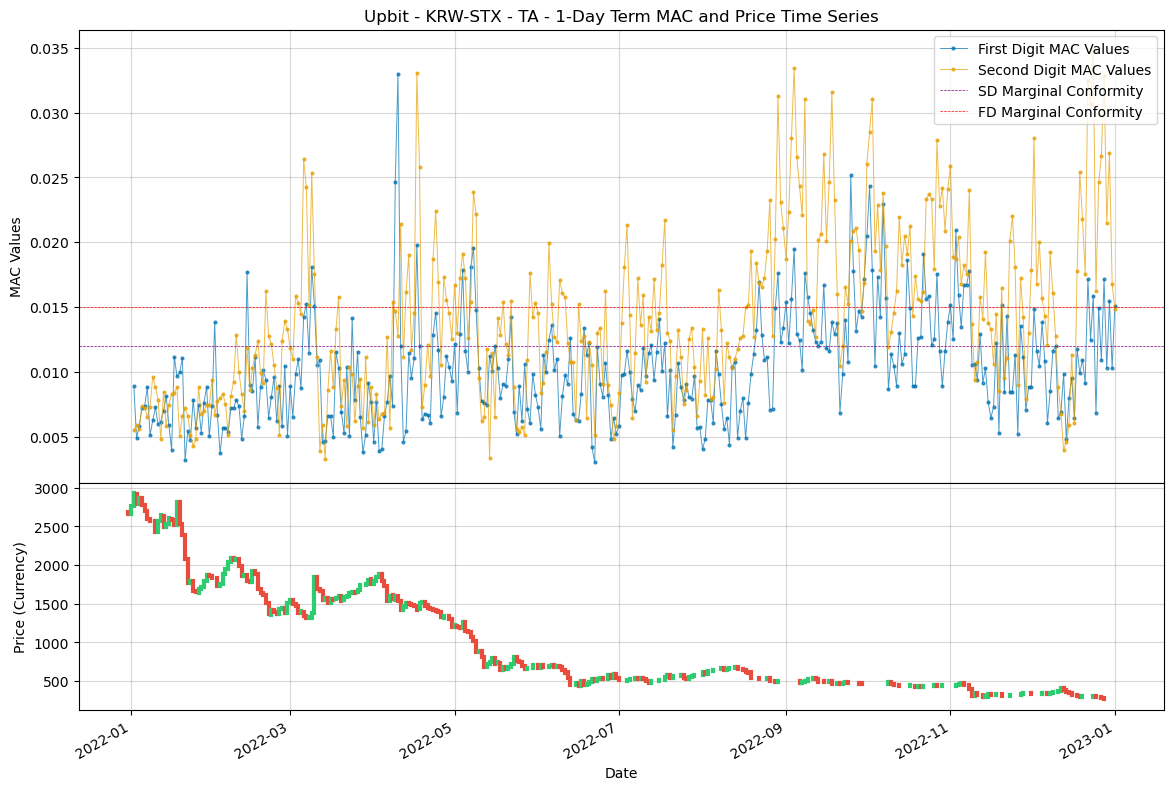 Upbit - KRW-STX - TA - 1-Day Term MAC and Price Time Series
First Digit MAC Values
Second Digit MAC Values
SD Marginal Conformity
FD Marginal Conformity
MAC Values
0.035
0.030
0.025
0.020
0.015
0.010
0.005
Price (Currency)
3000
2500
2000
1500
1000
500
2022-01
2022-03
2022-05
2022-07
2022-09
2022-11
2023-01
Date